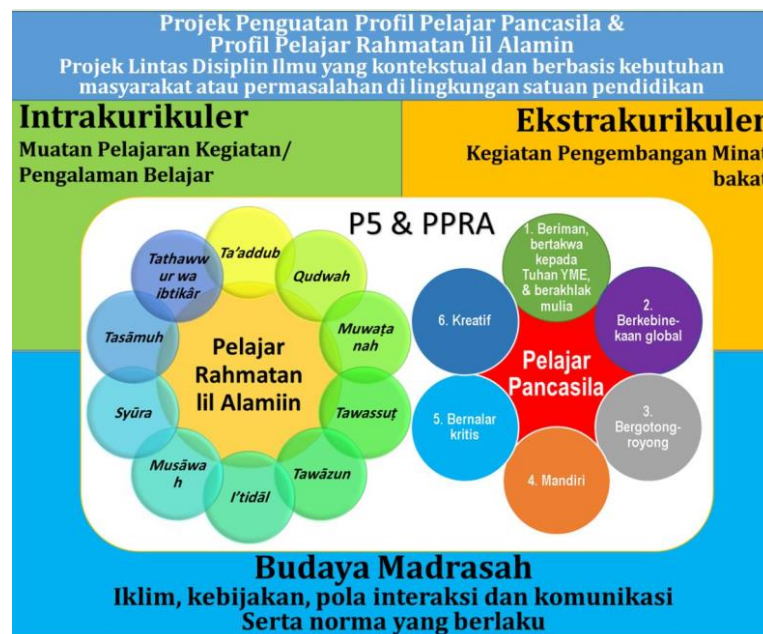 Projek Penguatan Profil Pelajar Pancasila &
Profil Pelajar Rahmatan lil Alamin
Projek Lintas Disiplin Ilmu yang kontekstual dan berbasis kebutuhan
masyarakat atau permasalahan di lingkungan satuan pendidikan
Intrakurikuler
Muatan Pelajaran Kegiatan/
Pengalaman Belajar
Ekstrakurikuler
Kegiatan Pengembangan Minat
bakat
P5 & PPRA
Ta'addub
Qudwah
Muwaṭa
nah
Tawassuṭ
Tawāzun
I'tidāl
Musāwa
h
Syūra
Tasāmuh
Tathaww
ur wa
ibtikâr
Pelajar
Rahmatan
lil Alamiin
1. Beriman,
bertakwa
kepada
Tuhan YME,
& berakhlak
mulia
2.
Berkebine-
kaan global
3.
Bergotong-
royong
4. Mandiri
5. Bernalar
kritis
6. Kreatif
Pelajar
Pancasila
Budaya Madrasah
Iklim, kebijakan, pola interaksi dan komunikasi
Serta norma yang berlaku